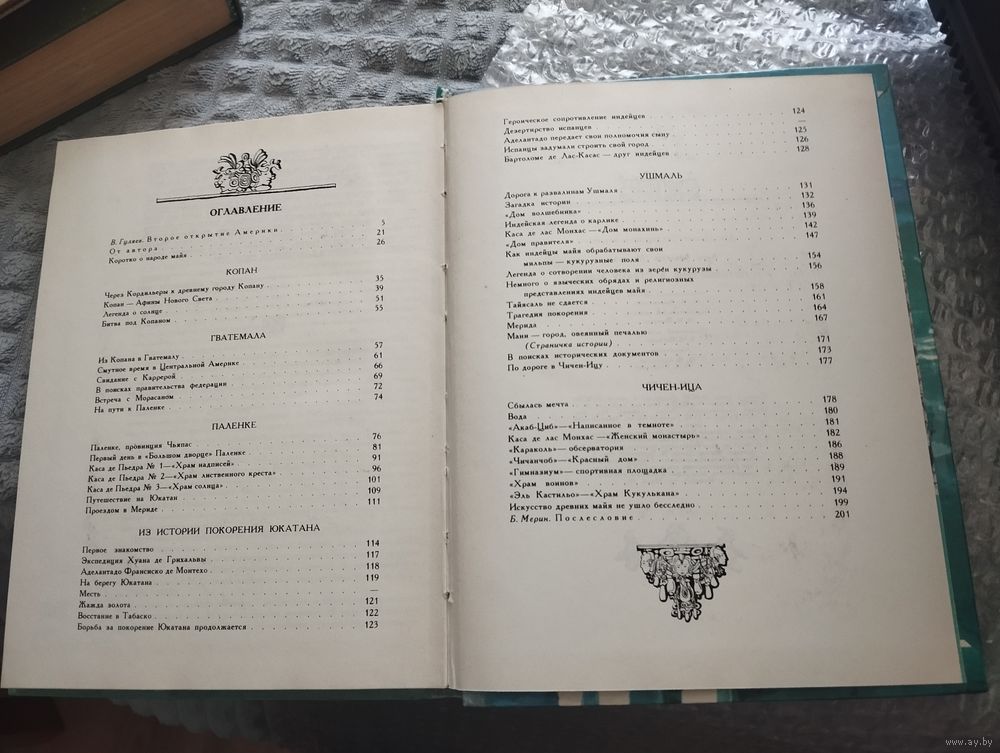 ОГЛАВЛЕНИЕ
В. Гуляев. Второе открытие Америки . . . 5
От автора . . . 21
Коротко о народе майя . . . 26
КОПАН
Через Кордильеры к древнему городу Копану . . . 35
Копан — Афины Нового Света . . . 39
Легенда о солнце . . . 51
Битва под Копаном . . . 55
ГВАТЕМАЛА
Из Копана в Гватемалу . . . 57
Смутное время в Центральной Америке . . . 61
Свидание с Каррерой . . . 66
В поисках правительства федерации . . . 69
Встреча с Морасаном . . . 72
На пути к Паленке . . . 74
ПАЛЕНКЕ
Паленке, провинция Чьяпас . . . 76
Первый день в «Большом дворце» Паленке . . . 81
Каса де Пьедра № 1—«Храм надписей» . . . 91
Каса де Пьедра № 2—«Храм лиственного креста» . . . 96
Каса де Пьедра № 3—«Храм солнца» . . . 101
Путешествие на Юкатан . . . 109
Проездом в Мериде . . . 111
ИЗ ИСТОРИИ ПОКОРЕНИЯ ЮКАТАНА
Первое знакомство . . . 114
Экспедиция Хуана де Грихальвы . . . 117
Аделантадо Франсиско де Монтехо . . . 118
На берегу Юкатана . . . 119
Месть . . . —
Жажда золота . . . 121
Восстание в Табаско . . . 122
Борьба за покорение Юкатана продолжается . . . 123
Героическое сопротивление индейцев . . . 124
Дезертирство испанцев . . . —
Аделантадо передает свои полномочия сыну . . . 125
Испанцы задумали строить свой город . . . 126
Бартоломе де Лас-Касас — друг индейцев . . . 128
УШМАЛЬ
Дорога к развалинам Ушмаля . . . 131
Загадка истории . . . 132
«Дом волшебника» . . . 136
Индейская легенда о карлике . . . 139
Каса де лас Монхас —«Дом монахинь» . . . 142
«Дом правителя» . . . 147
Как индейцы майя обрабатывают свои
мильпы — кукурузные поля . . . 154
Легенда о сотворении человека из зерен кукурузы . . . 156
Немного о языческих обрядах и религиозных
представлениях индейцев майя . . . 158
Тайясаль не сдается . . . 161
Трагедия покорения . . . 164
Мерида . . . 167
Мани — город, овеянный печалью
(Страничка истории) . . . 171
В поисках исторических документов . . . 173
По дороге в Чичен-Ицу . . . 177
ЧИЧЕН-ИЦА
Сбылась мечта . . . 178
Вода . . . 180
«Акаб-Циб»—«Написанное в темноте» . . . 181
Каса де лас Монхас —«Женский монастырь» . . . 182
«Караколь»— обсерватория . . . 186
«Чичанчоб»—«Красный дом» . . . 188
«Гимназиум»— спортивная площадка . . . 189
«Храм воинов» . . . 191
«Эль Кастильо»—«Храм Кукулькана» . . . 194
Искусство древних майя не ушло бесследно . . . 199
Б. Мерин. Послесловие . . . 201
www.ay.by